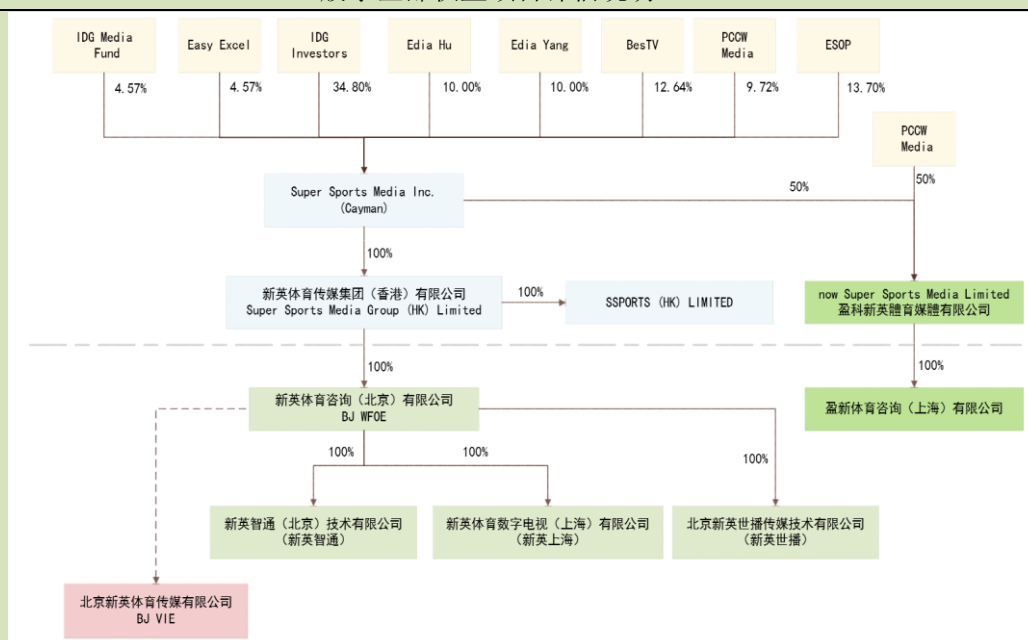 IDG Media
Fund
Easy Excel
IDG
Investors
Edia Hu
Edia Yang
BesTV
PCCW
Media
ESOP
4.57%
4.57%
34.80%
10.00%
10.00%
12.64%
9.72%
13.70%
PCCW
Media
Super Sports Media Inc.
(Cayman)
50%
50%
100%
新英体育传媒集团（香港）有限公司
Super Sports Media Group (HK) Limited
100%
SSPORTS (HK) LIMITED
now Super Sports Media Limited
盈科新英體育媒體有限公司
100%
100%
新英体育咨询（北京）有限公司
BJ WFOE
盈新体育咨询（上海）有限公司
100%
100%
100%
新英智通（北京）技术有限公司
（新英智通）
新英体育数字电视（上海）有限公司
（新英上海）
北京新英世播传媒技术有限公司
（新英世播）
北京新英体育传媒有限公司
BJ VIE